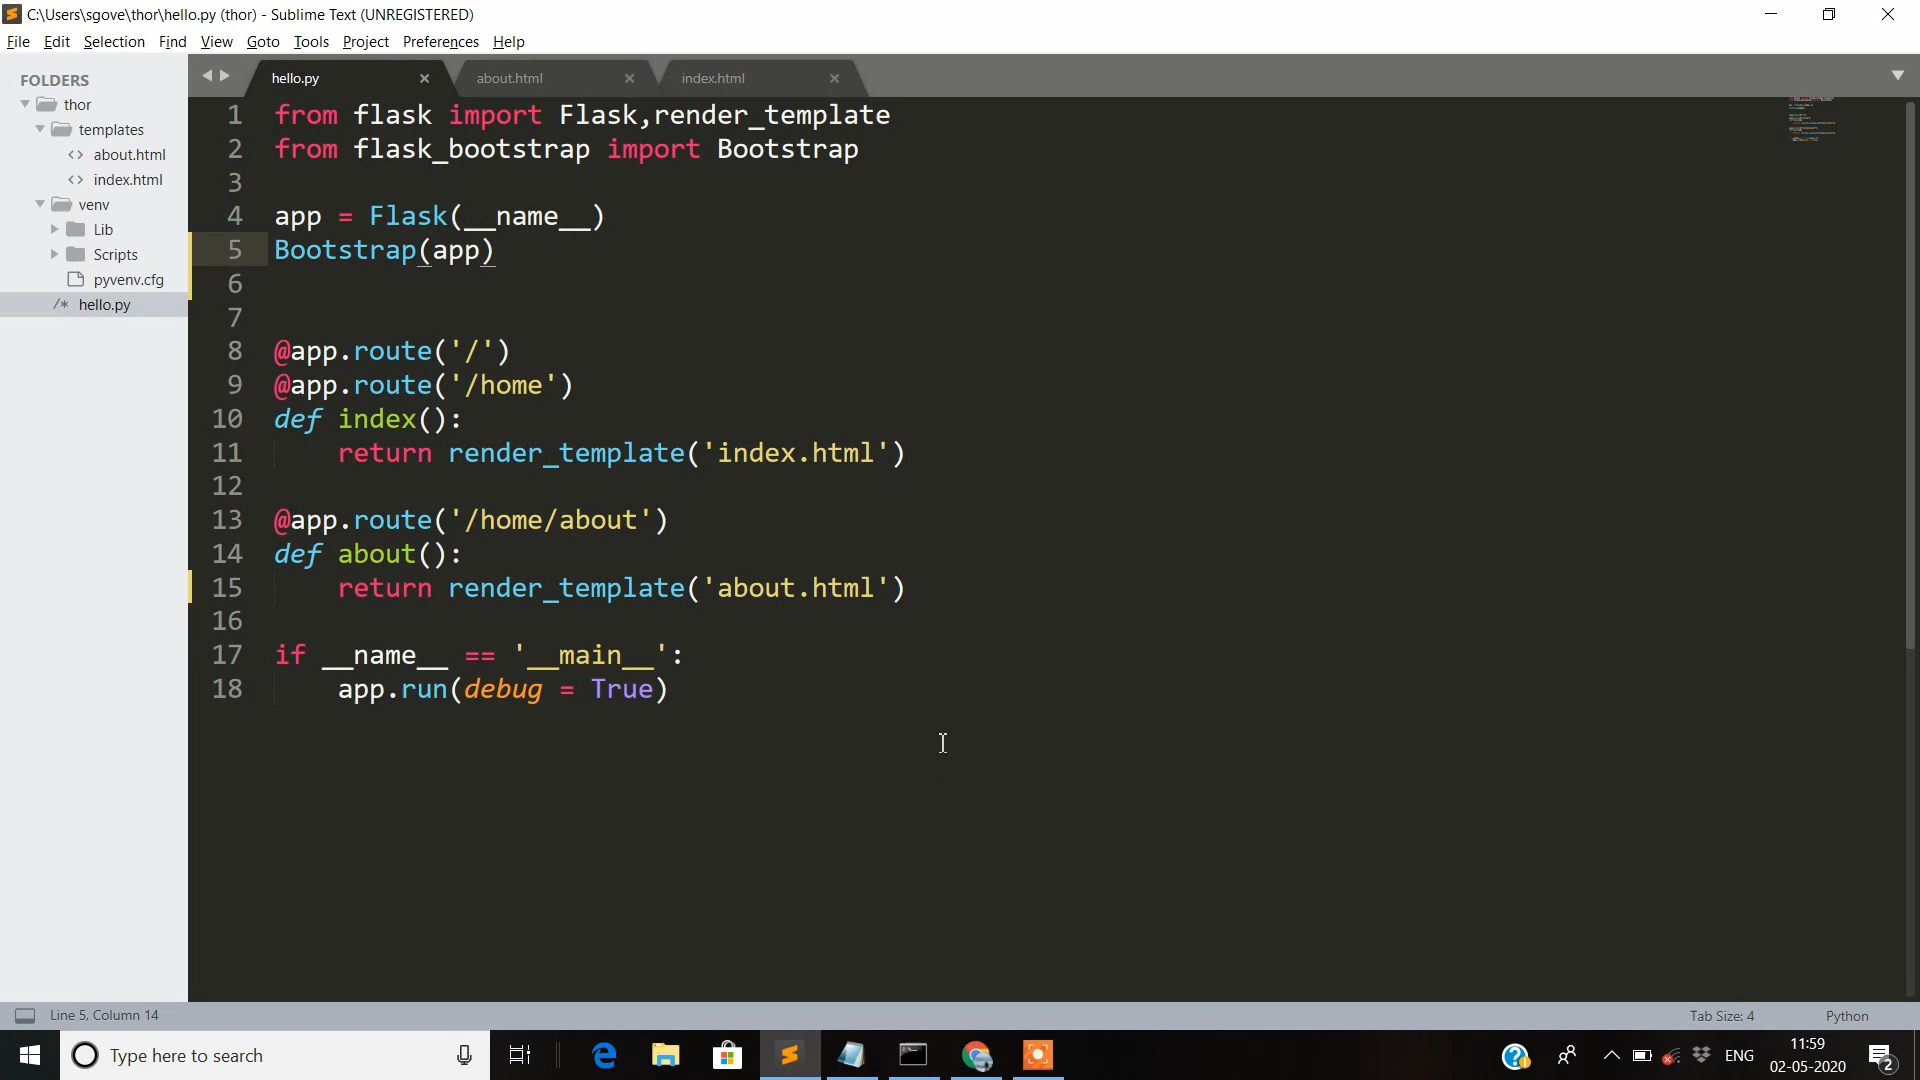 C:\Users\sgove\thor\hello.py (thor) - Sublime Text (UNREGISTERED)
File Edit Selection Find View Goto Tools Project Preferences Help
FOLDERS
thor
templates
<> about.html
<> index.html
venv
Lib
Scripts
pyvenv.cfg
/* hello.py
hello.py about.html index.html
1 from flask import Flask,render_template
2 from flask_bootstrap import Bootstrap
3
4 app = Flask(__name__)
5 Bootstrap(app)
6
7
8 @app.route('/')
9 @app.route('/home')
10 def index():
11     return render_template('index.html')
12
13 @app.route('/home/about')
14 def about():
15     return render_template('about.html')
16
17 if __name__ == '__main__':
18     app.run(debug = True)
Line 5, Column 14 Tab Size: 4 Python
Type here to search
ENG
11:59
02-05-2020
2